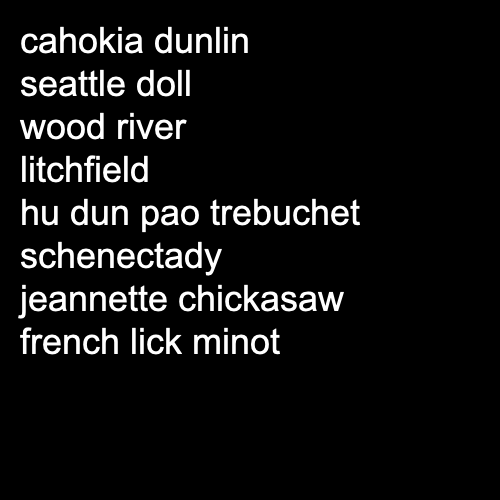 cahokia dunlin
seattle doll
wood river
litchfield
hu dun pao trebuchet
schenectady
jeannette chickasaw
french lick minot